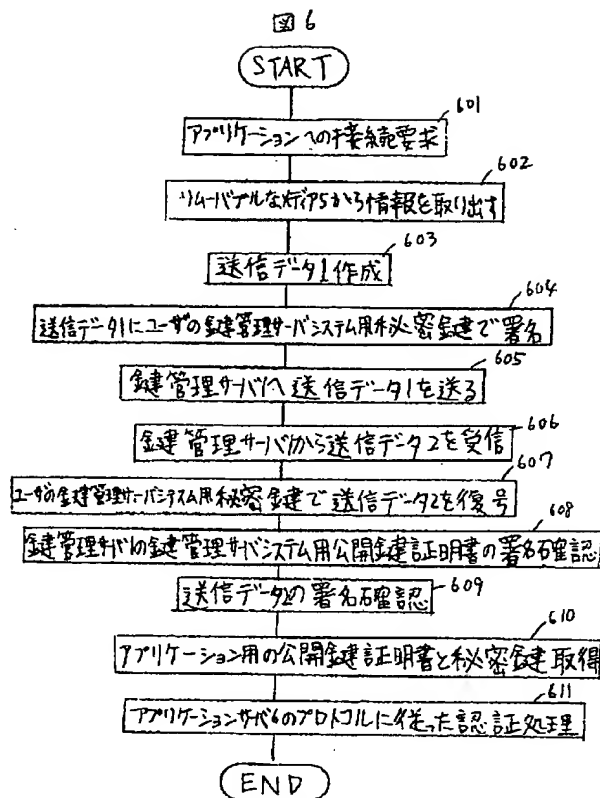 図6
START
601
アプリケーションへの接続要求
602
リムーバブルなメディア5から情報を取り出す
603
送信データ1作成
604
送信データ1にユーザの鍵管理サーバシステム用秘密鍵で署名
605
鍵管理サーバ1へ送信データ1を送る
606
鍵管理サーバ1から送信データ2を受信
607
ユーザの鍵管理サーバシステム用秘密鍵で送信データ2を復号
608
鍵管理サーバ1の鍵管理サーバシステム用公開鍵証明書の署名確認
609
送信データ2の署名確認
610
アプリケーション用の公開鍵証明書と秘密鍵取得
611
アプリケーションサーバ6のプロトコルに従った認証処理
END